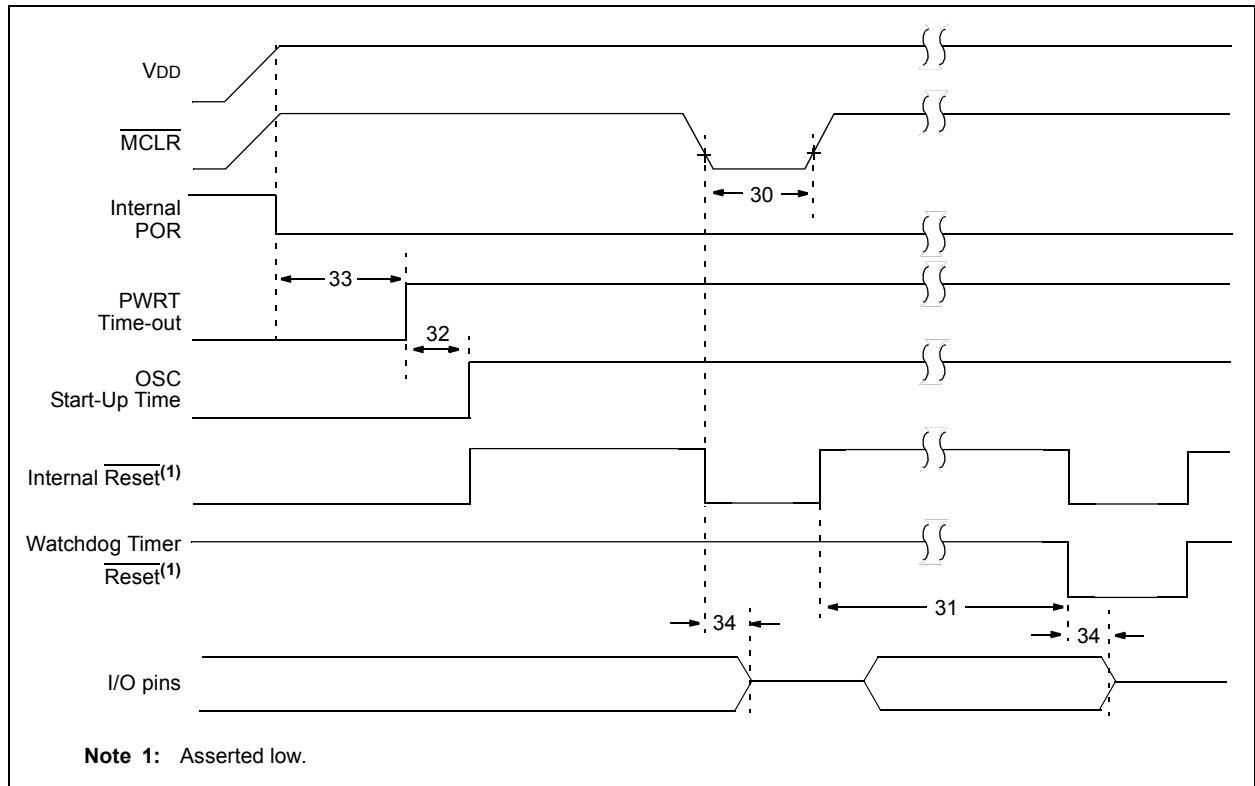 VDD
MCLR
30
Internal
POR
33
PWRT
Time-out
32
OSC
Start-Up Time
Internal Reset(1)
Watchdog Timer
Reset(1)
31
34
34
I/O pins
Note 1: Asserted low.